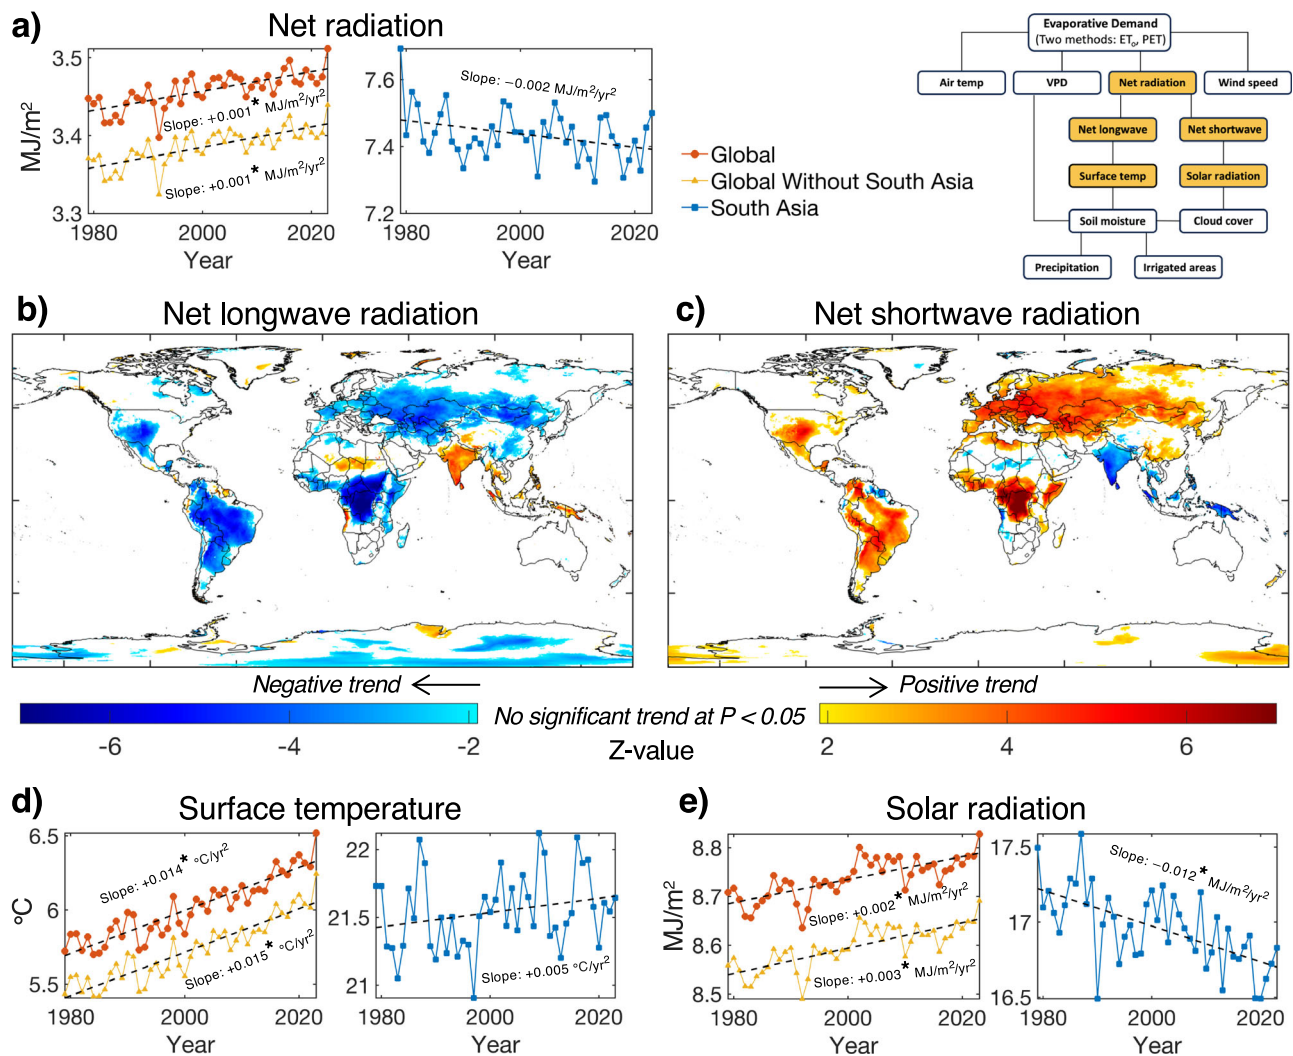 a)
Net radiation
3.5
3.4
3.3
MJ/m²
Slope: +0.001* MJ/m²/yr²
Slope: +0.001* MJ/m²/yr²
1980
2000
2020
Year
7.6
7.4
7.2
Slope: −0.002 MJ/m²/yr²
1980
2000
2020
Year
Global
Global Without South Asia
South Asia
Evaporative Demand
(Two methods: ETₒ, PET)
Air temp
VPD
Net radiation
Wind speed
Net longwave
Net shortwave
Surface temp
Solar radiation
Soil moisture
Cloud cover
Precipitation
Irrigated areas
b)
Net longwave radiation
c)
Net shortwave radiation
Negative trend
Positive trend
No significant trend at P < 0.05
-6
-4
-2
Z-value
2
4
6
d)
Surface temperature
6.5
6
5.5
°C
Slope: +0.014* °C/yr²
Slope: +0.015* °C/yr²
1980
2000
2020
Year
22
21.5
21
Slope: +0.005 °C/yr²
1980
2000
2020
Year
e)
Solar radiation
8.8
8.7
8.6
8.5
MJ/m²
Slope: +0.002* MJ/m²/yr²
Slope: +0.003* MJ/m²/yr²
1980
2000
2020
Year
17.5
17
16.5
Slope: −0.012* MJ/m²/yr²
1980
2000
2020
Year